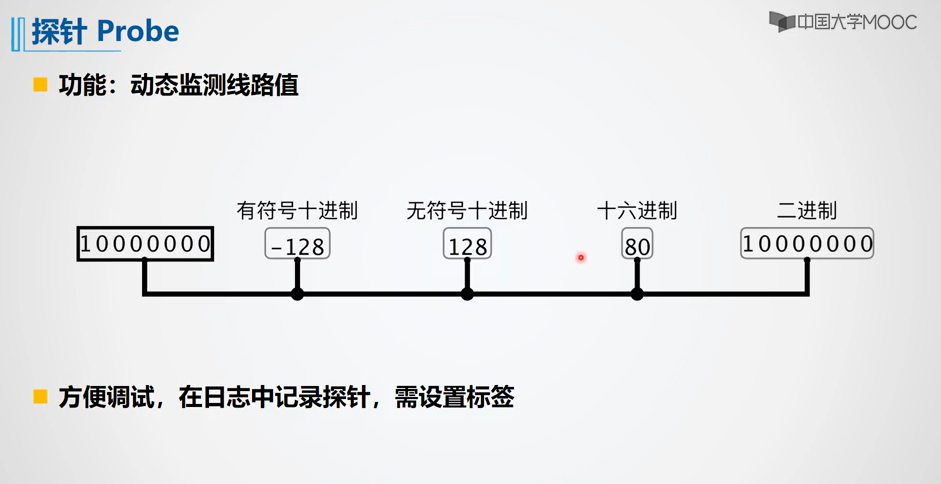 探针 Probe
中国大学MOOC
功能：动态监测线路值
有符号十进制 无符号十进制 十六进制 二进制
10000000 -128 128 80 10000000
方便调试，在日志中记录探针，需设置标签